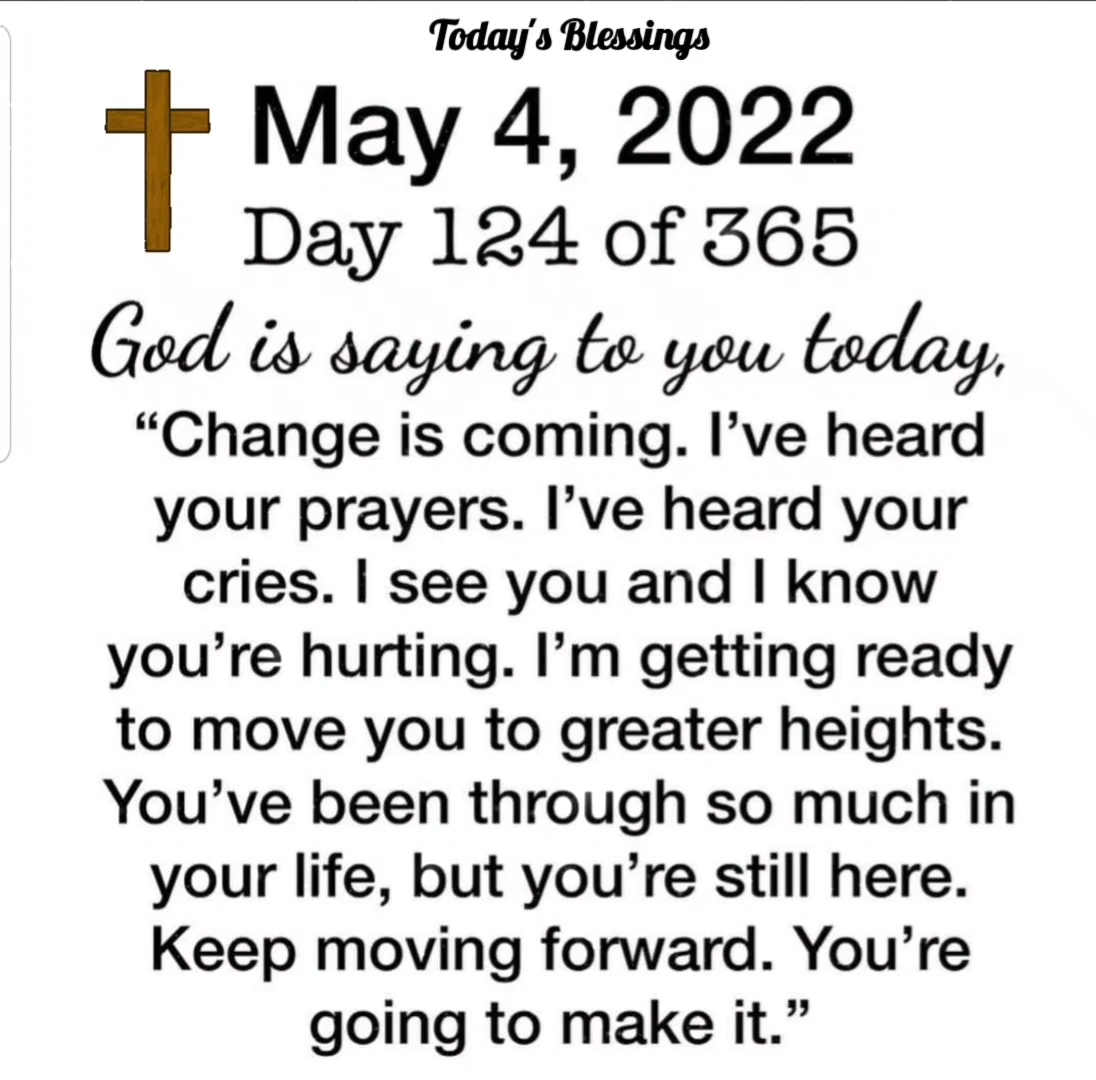 Today's Blessings
May 4, 2022
Day 124 of 365
God is saying to you today,
“Change is coming. I’ve heard
your prayers. I’ve heard your
cries. I see you and I know
you’re hurting. I’m getting ready
to move you to greater heights.
You’ve been through so much in
your life, but you’re still here.
Keep moving forward. You’re
going to make it.”